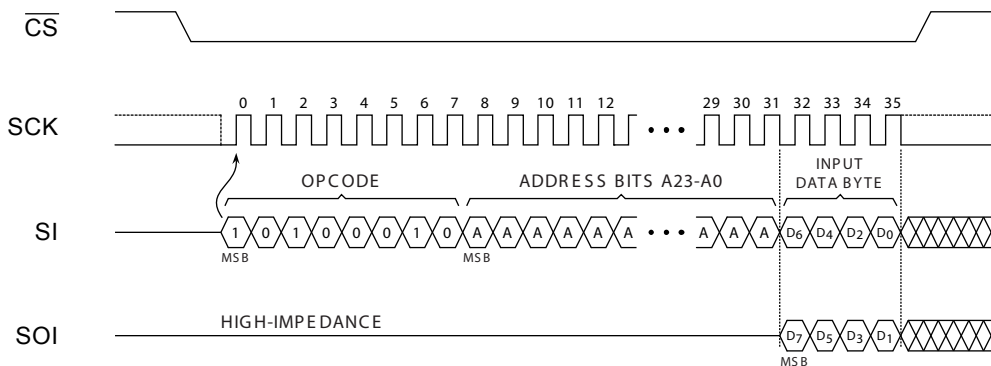 CS
0 1 2 3 4 5 6 7 8 9 10 11 12 29 30 31 32 33 34 35
SCK
OPCODE ADDRESS BITS A23-A0 INPUT
DATA BYTE
SI 1 0 1 0 0 0 1 0 A A A A A A A A A D6 D4 D2 D0
MSB MSB
HIGH-IMPEDANCE
SOI D7 D5 D3 D1
MSB